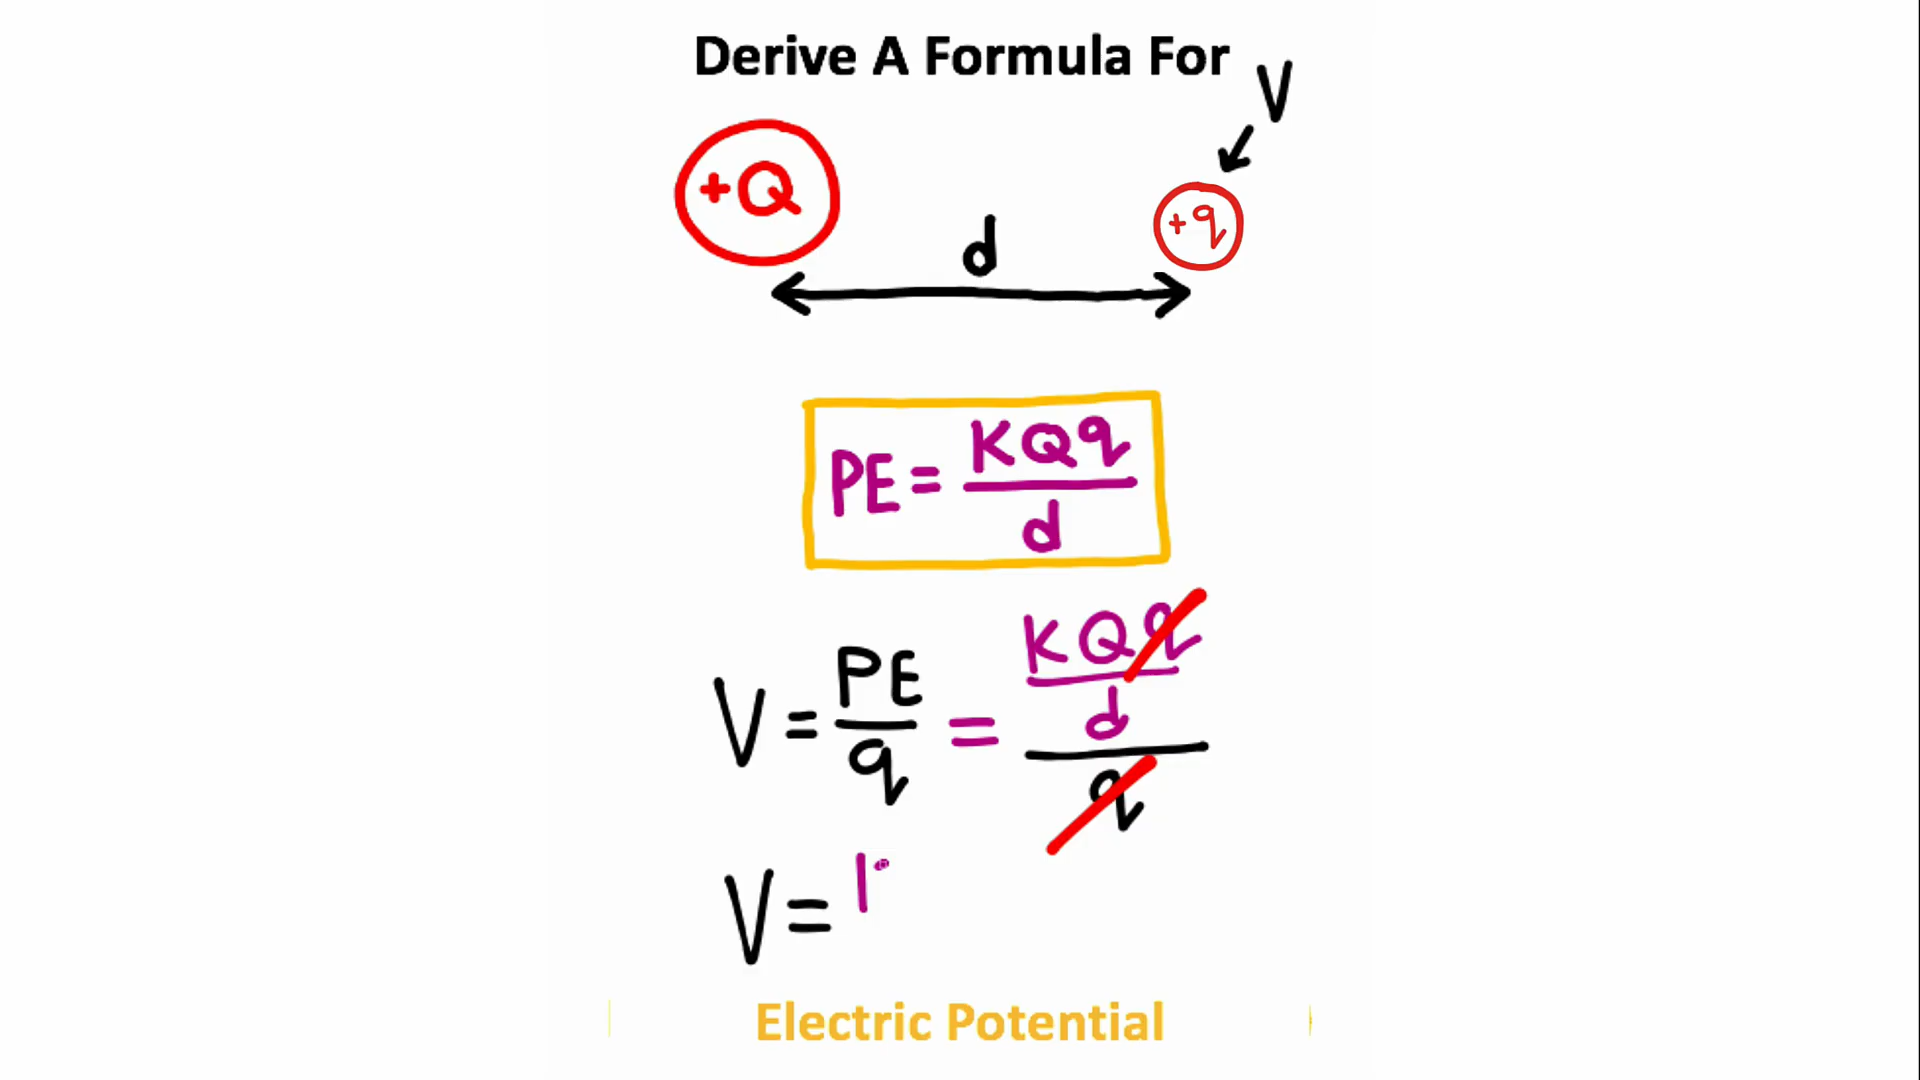 Derive A Formula For
V
+Q
+q
d
PE = KQq / d
V = PE / q = KQq / d / q
V =
Electric Potential